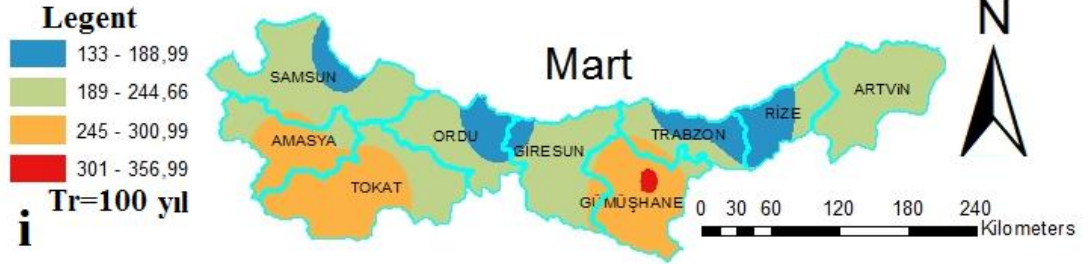 Legent
133 - 188,99
189 - 244,66
245 - 300,99
301 - 356,99
Tr=100 yıl
i
Mart
SAMSUN
AMASYA
TOKAT
ORDU
GİRESUN
TRABZON
GÜMÜŞHANE
RİZE
ARTVİN
N
0 30 60 120 180 240
Kilometers